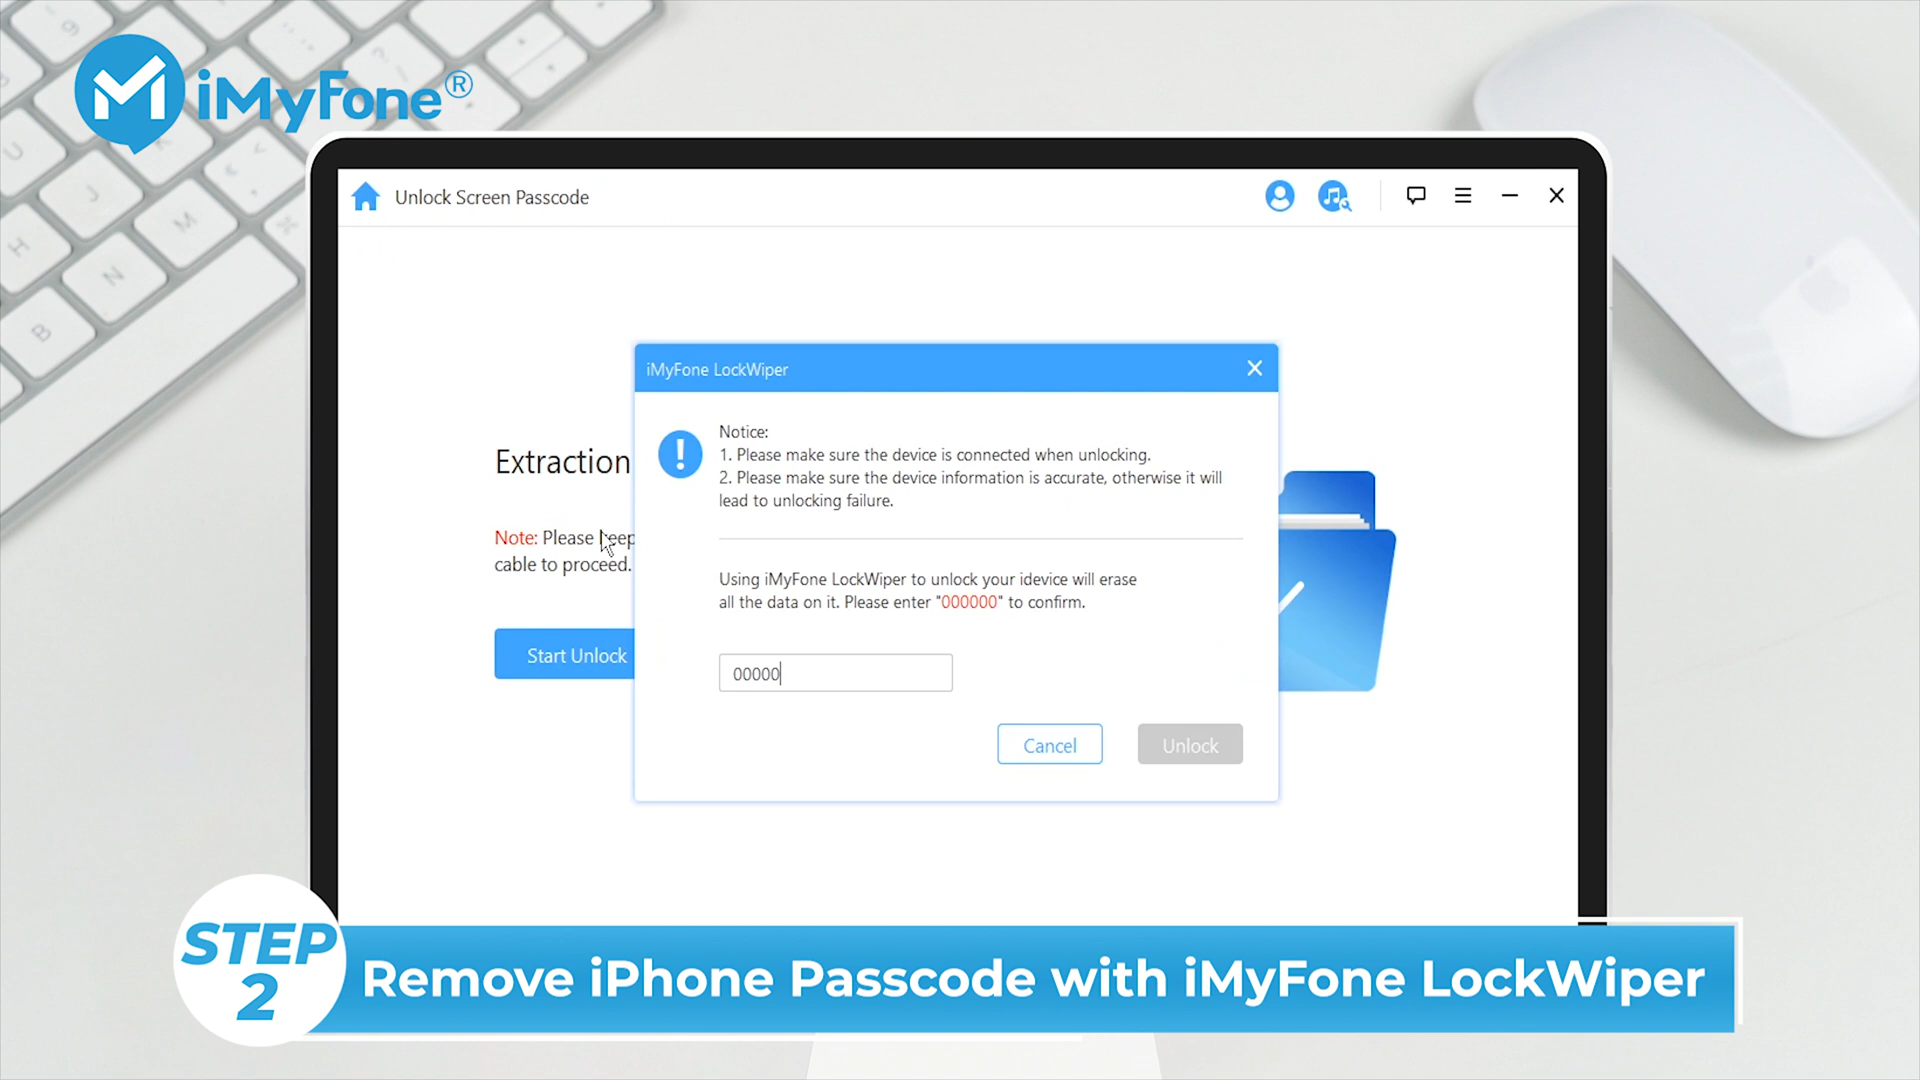 iMyFone®
Unlock Screen Passcode
iMyFone LockWiper
Notice:
1. Please make sure the device is connected when unlocking.
2. Please make sure the device information is accurate, otherwise it will
lead to unlocking failure.
Extraction
Note: Please keep
cable to proceed.
Using iMyFone LockWiper to unlock your idevice will erase
all the data on it. Please enter "000000" to confirm.
Start Unlock
00000
Cancel
Unlock
STEP
2
Remove iPhone Passcode with iMyFone LockWiper
U
J
H
M
N
B